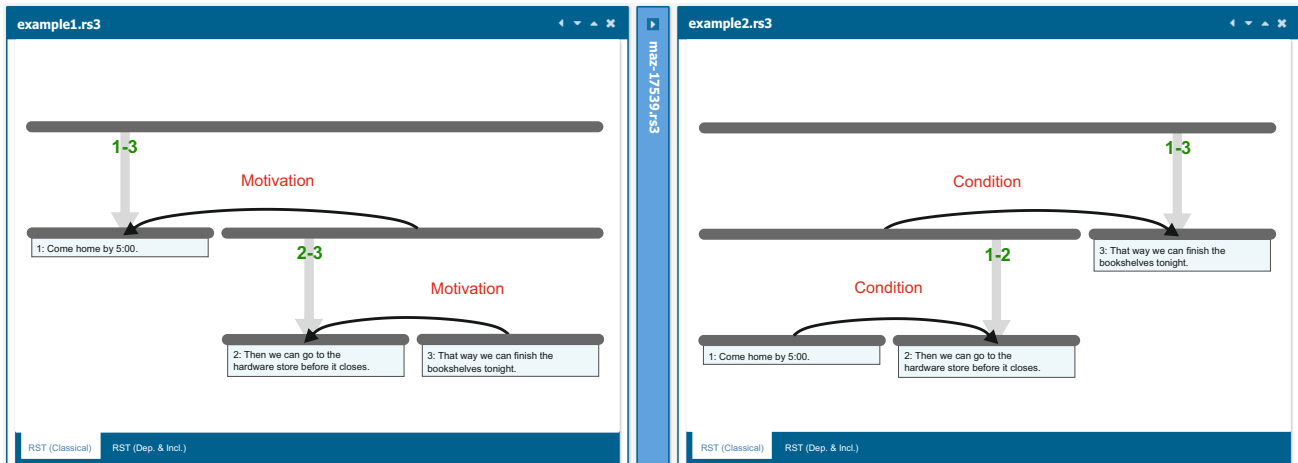 example1.rs3
1-3
Motivation
1: Come home by 5:00.
2-3
Motivation
2: Then we can go to the
hardware store before it closes.
3: That way we can finish the
bookshelves tonight.
RST (Classical) RST (Dep. & Incl.)
maz-17539.rs3
example2.rs3
1-3
Condition
3: That way we can finish the
bookshelves tonight.
1-2
Condition
1: Come home by 5:00.
2: Then we can go to the
hardware store before it closes.
RST (Classical) RST (Dep. & Incl.)